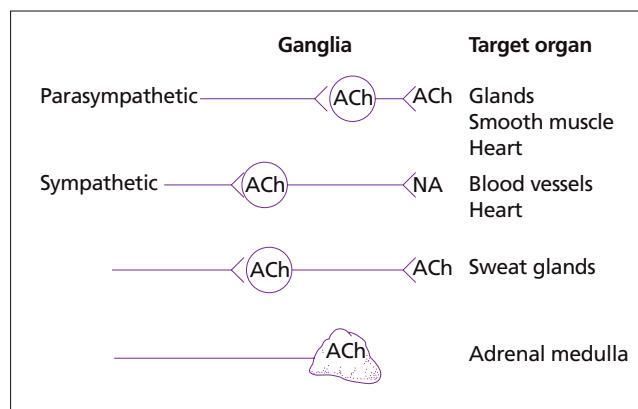 Ganglia Target organ
Parasympathetic ACh ACh Glands
Smooth muscle
Heart
Sympathetic ACh NA Blood vessels
Heart
ACh ACh Sweat glands
ACh Adrenal medulla